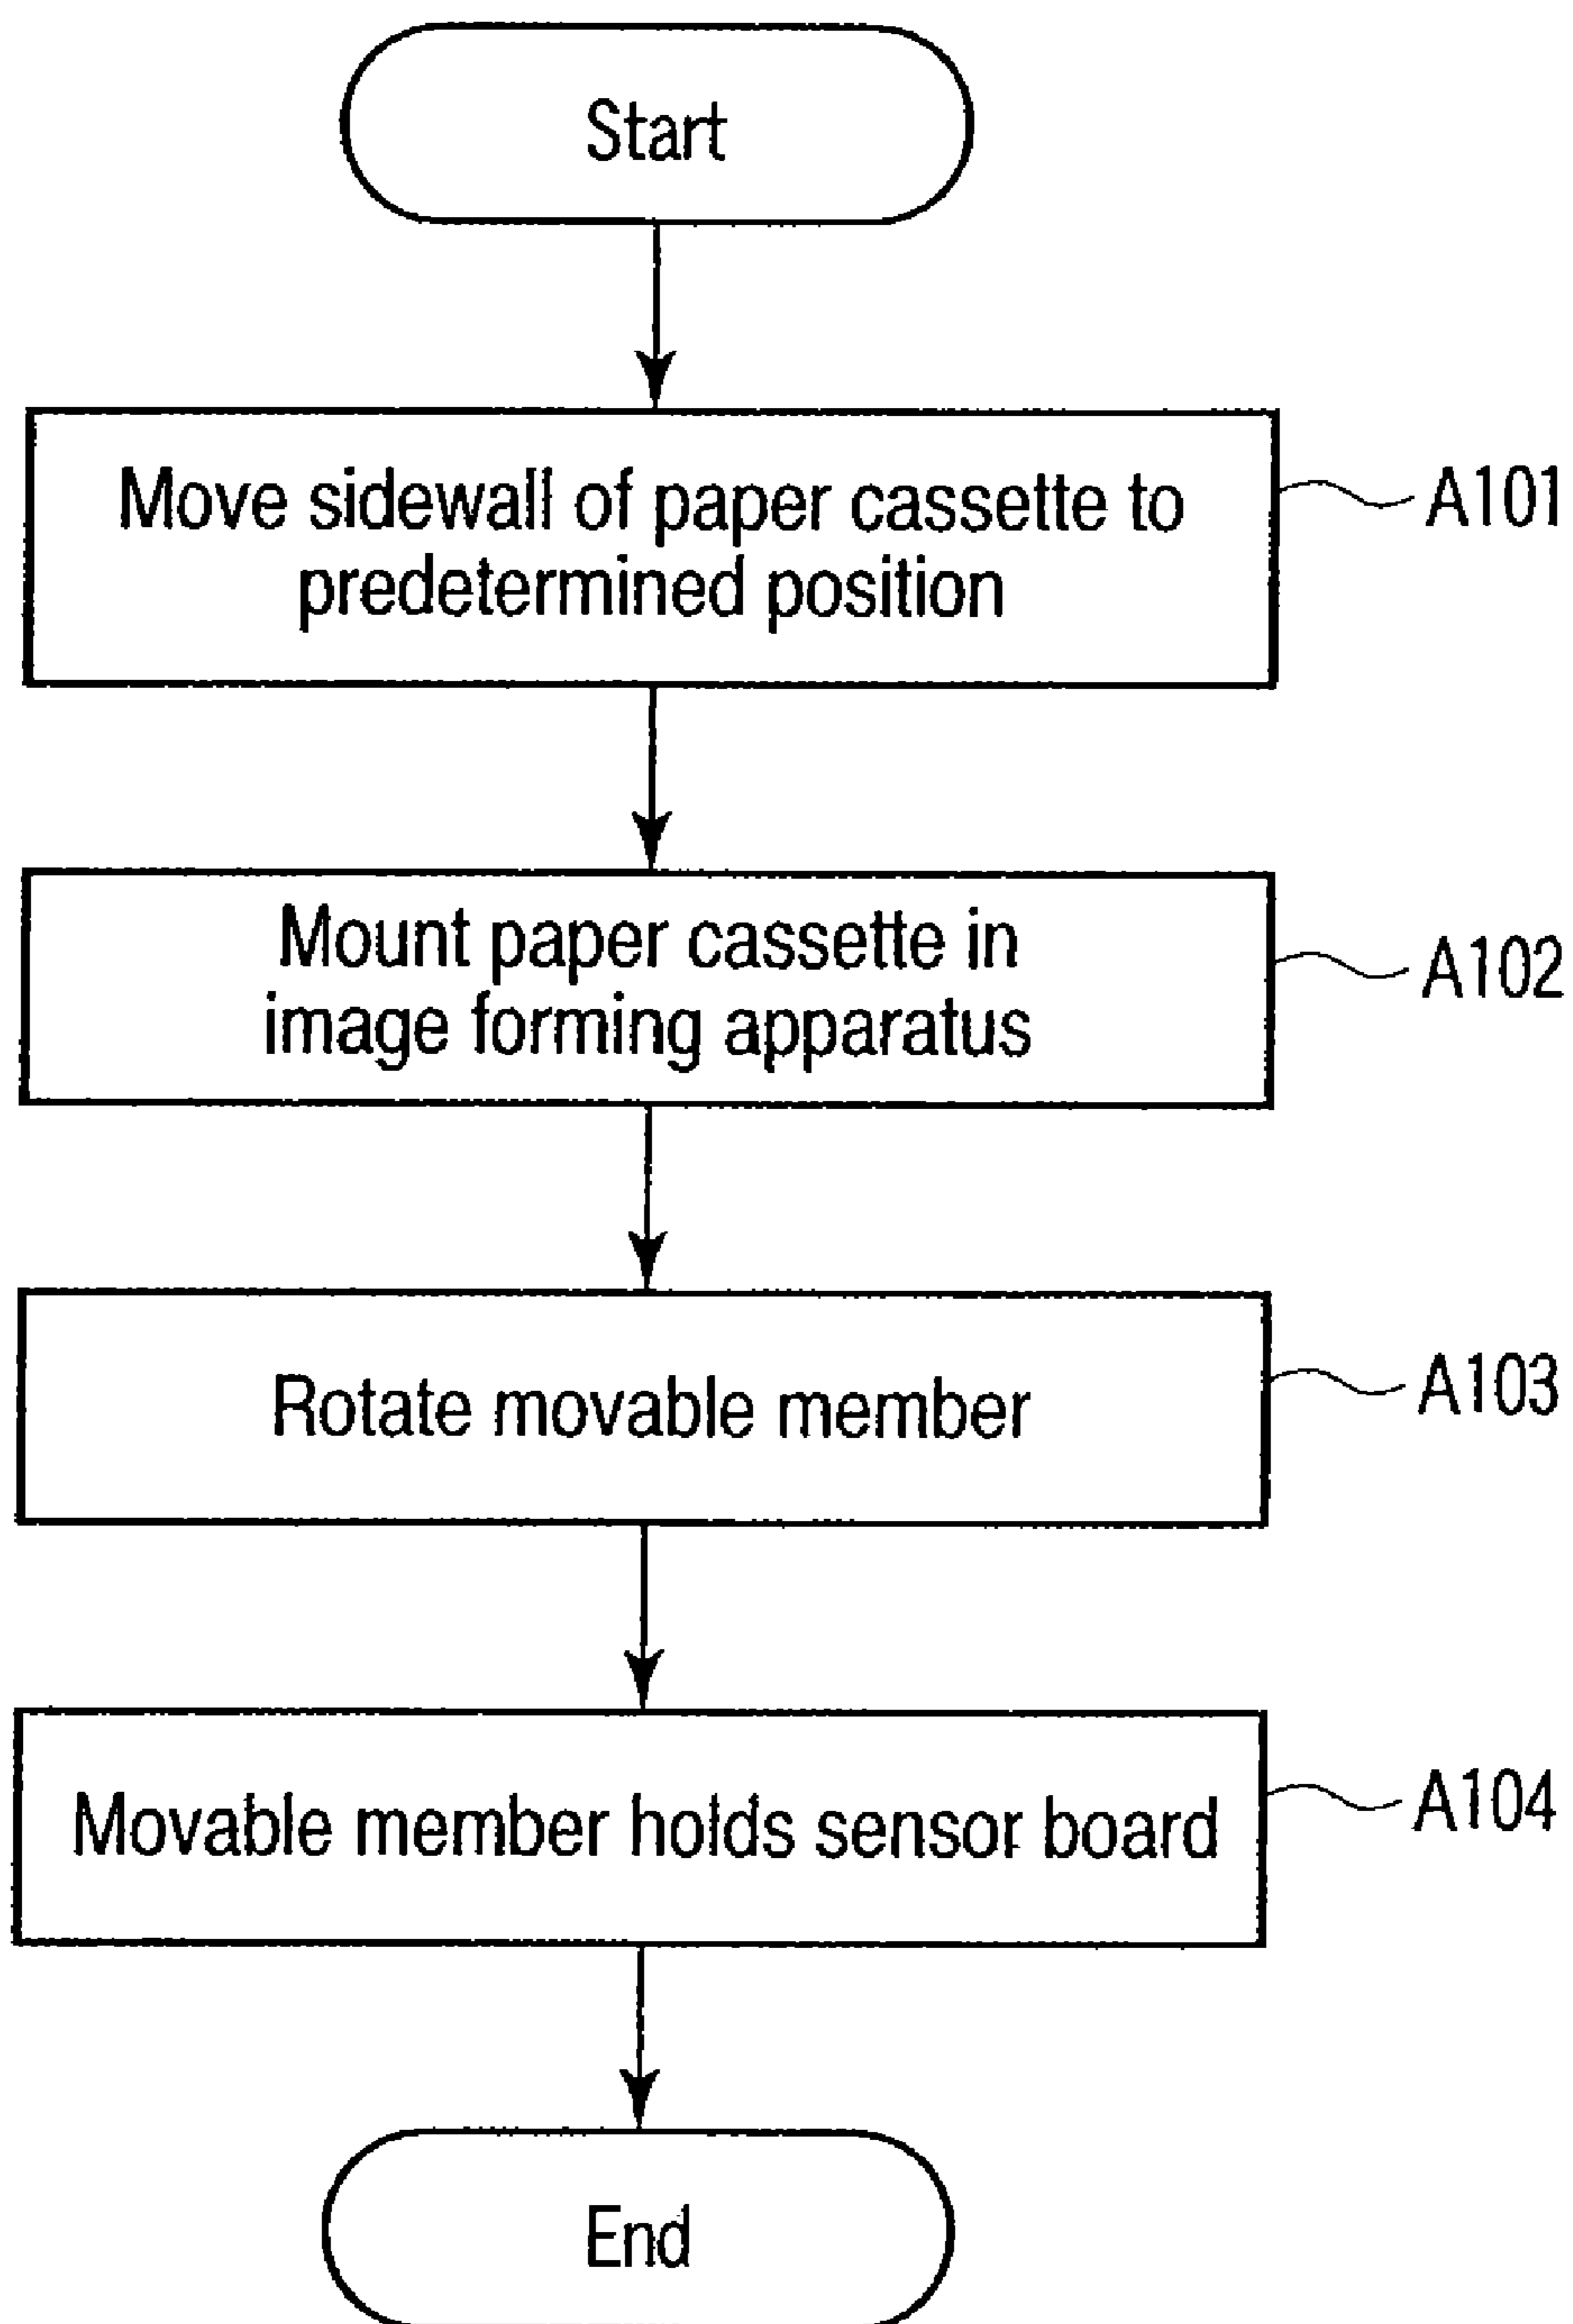 Start
Move sidewall of paper cassette to
predetermined position
A101
Mount paper cassette in
image forming apparatus
A102
Rotate movable member
A103
Movable member holds sensor board
A104
End